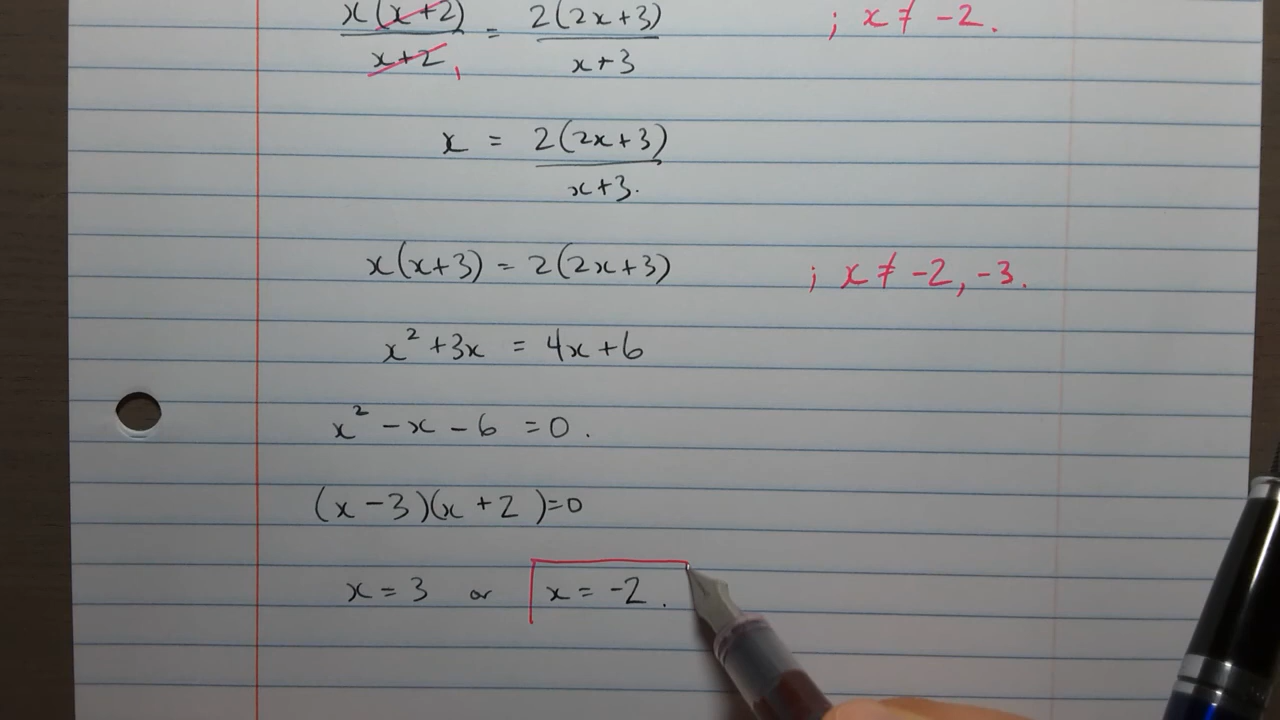 x(x+2)/x+2 1 = 2(2x+3)/x+3 ; x ≠ -2.
x = 2(2x+3)/x+3.
x(x+3) = 2(2x+3) ; x ≠ -2, -3.
x² +3x = 4x+6
x² -x -6 =0.
(x-3)(x+2)=0
x = 3 or x = -2.